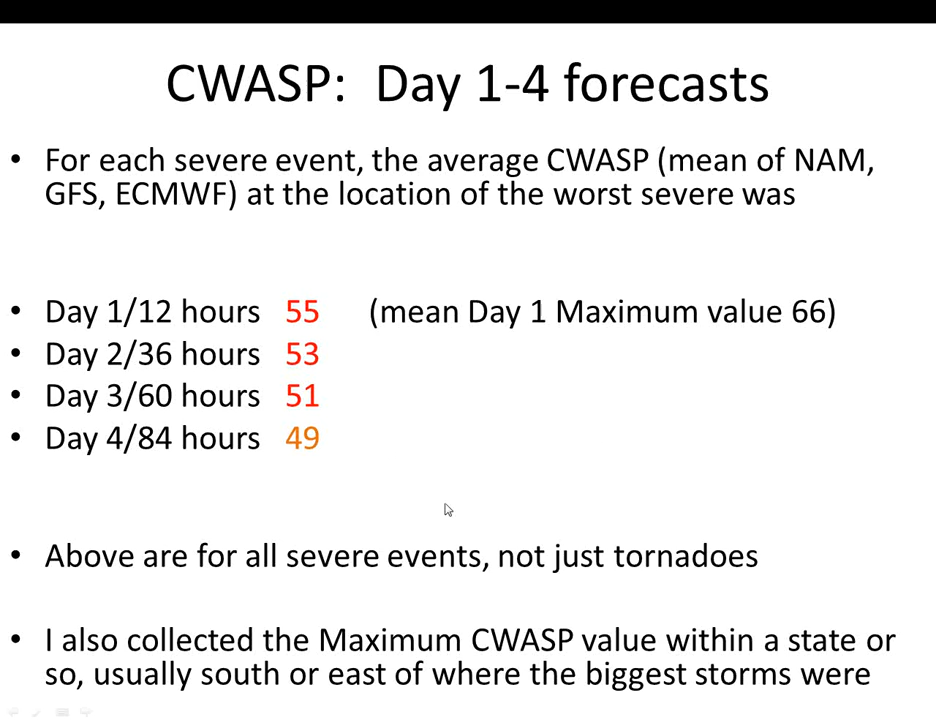 CWASP: Day 1-4 forecasts
• For each severe event, the average CWASP (mean of NAM,
GFS, ECMWF) at the location of the worst severe was
• Day 1/12 hours 55 (mean Day 1 Maximum value 66)
• Day 2/36 hours 53
• Day 3/60 hours 51
• Day 4/84 hours 49
• Above are for all severe events, not just tornadoes
• I also collected the Maximum CWASP value within a state or
so, usually south or east of where the biggest storms were